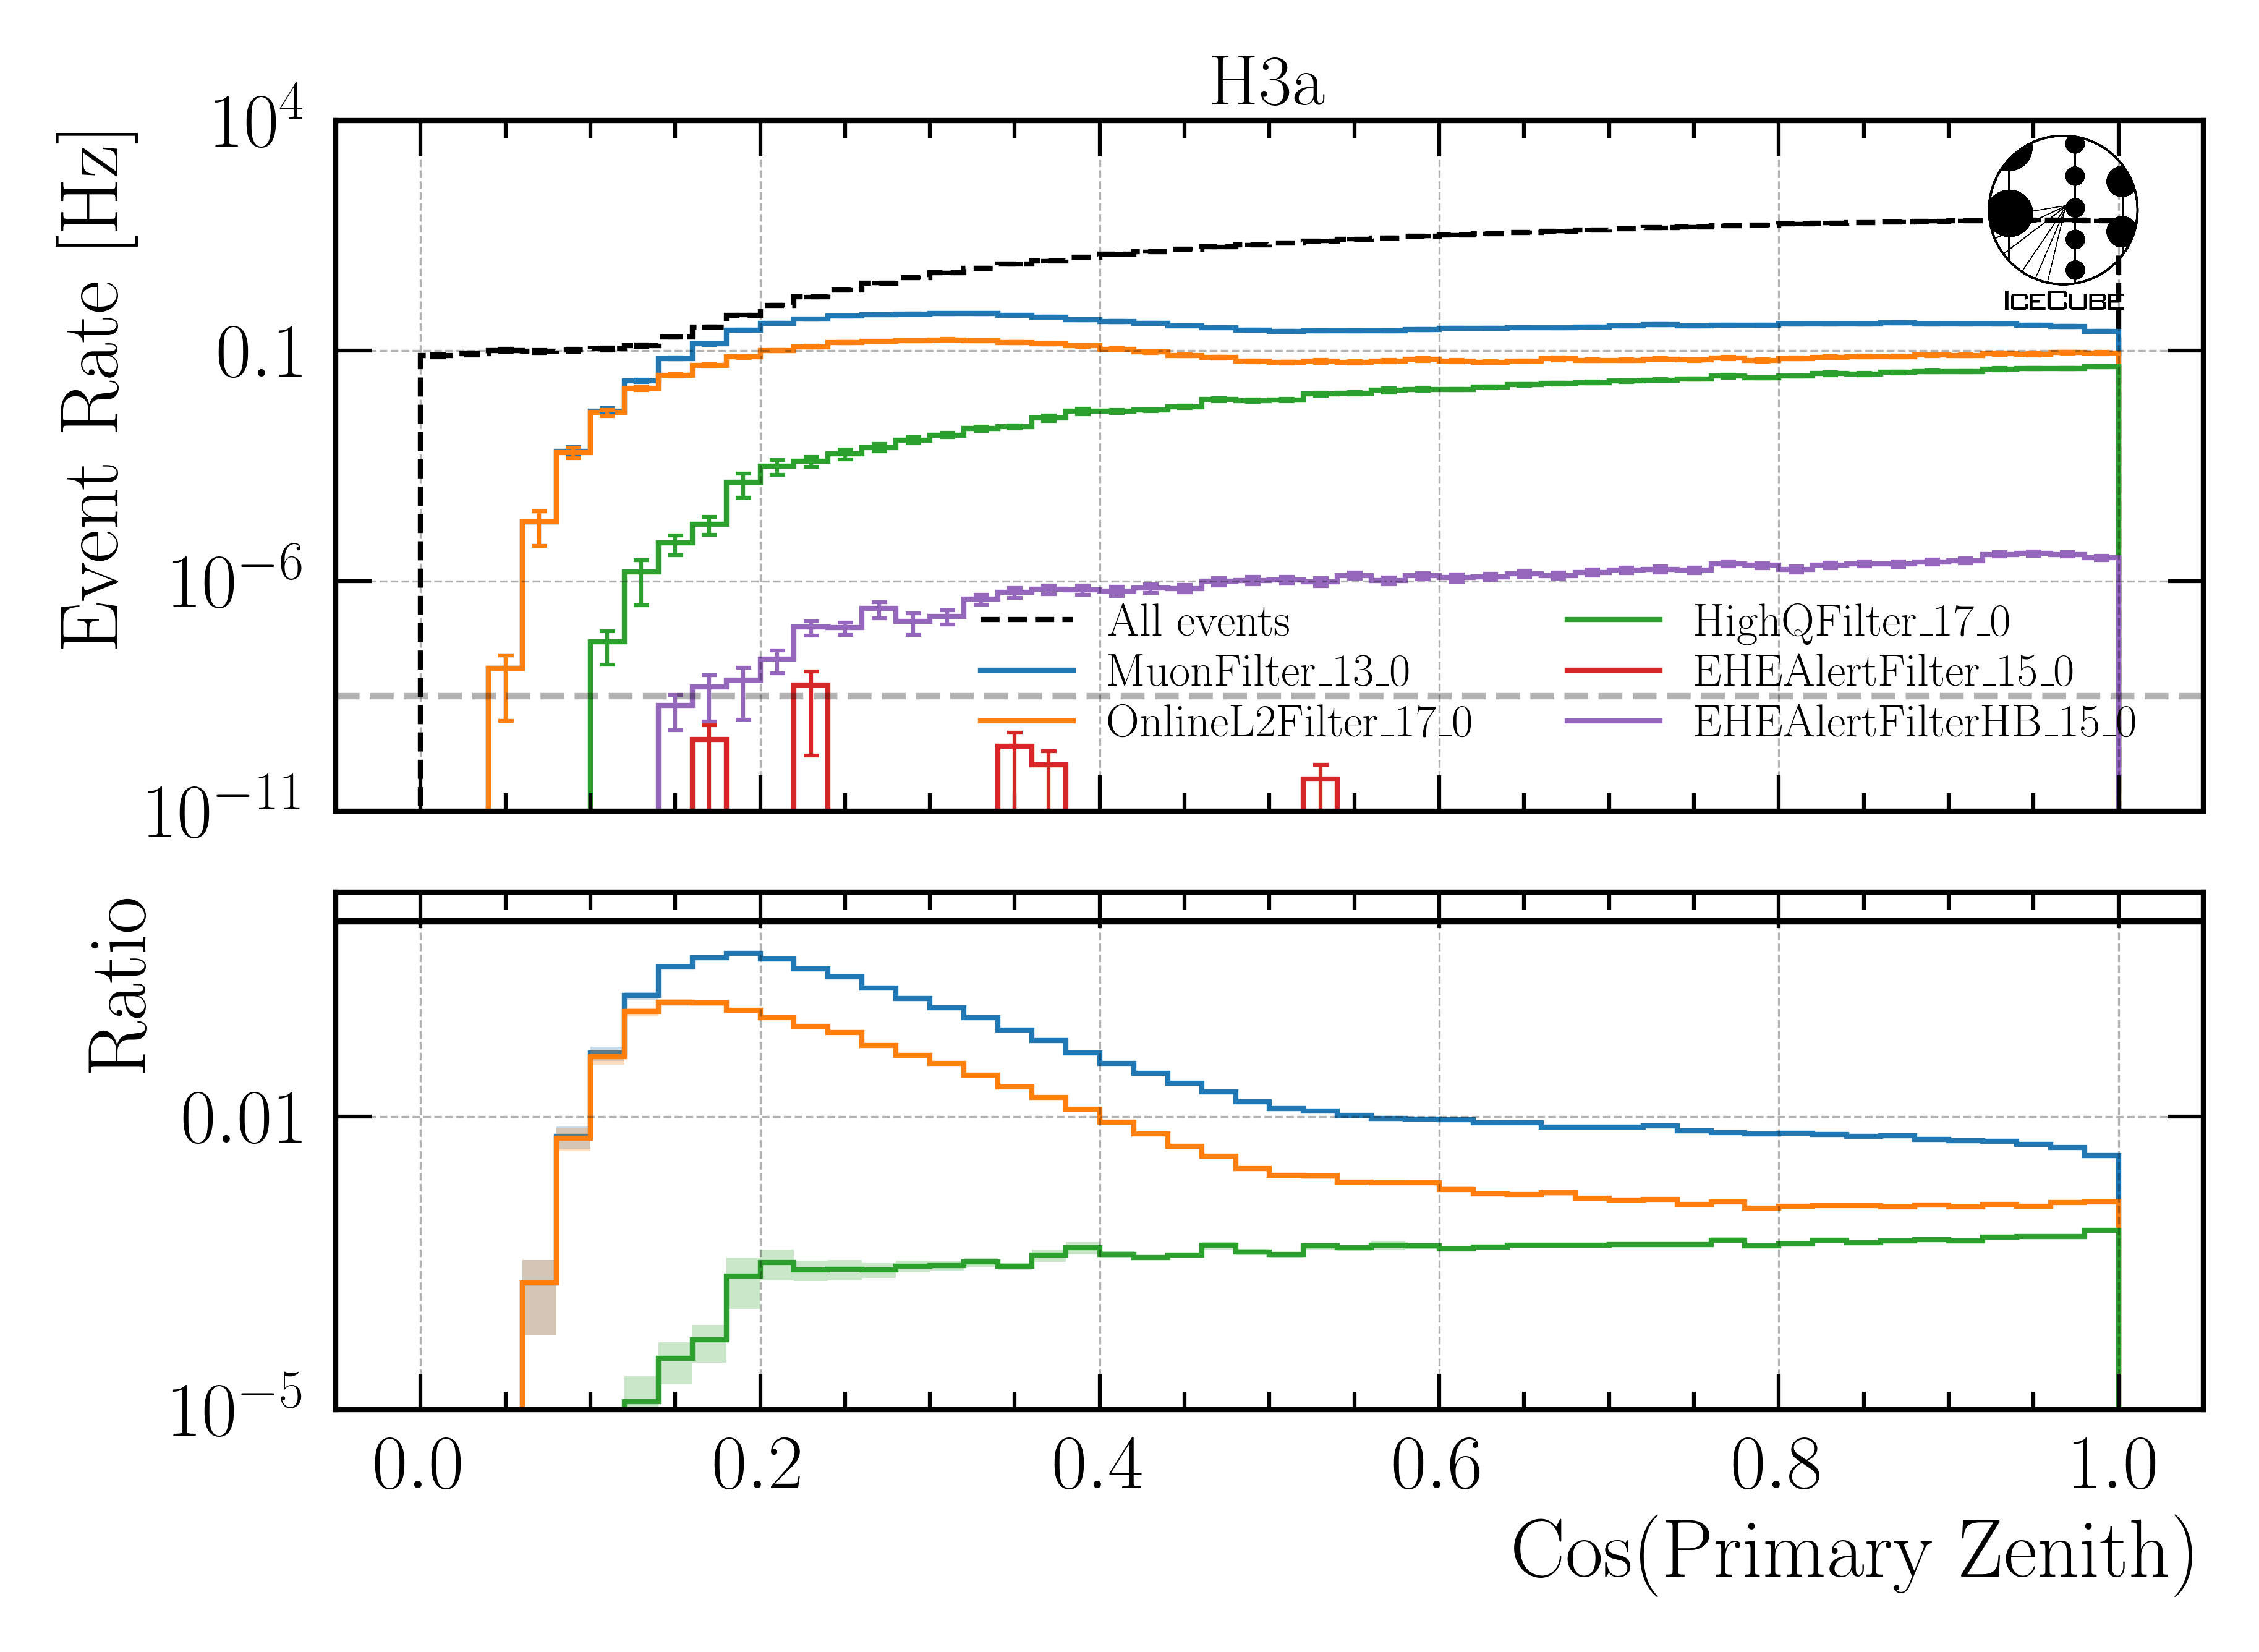 H3a
10^4
0.1
10^−6
10^−11
Event Rate [Hz]
ICECUBE
All events
MuonFilter_13_0
OnlineL2Filter_17_0
HighQFilter_17_0
EHEAlertFilter_15_0
EHEAlertFilterHB_15_0
Ratio
0.01
10^−5
0.0 0.2 0.4 0.6 0.8 1.0
Cos(Primary Zenith)